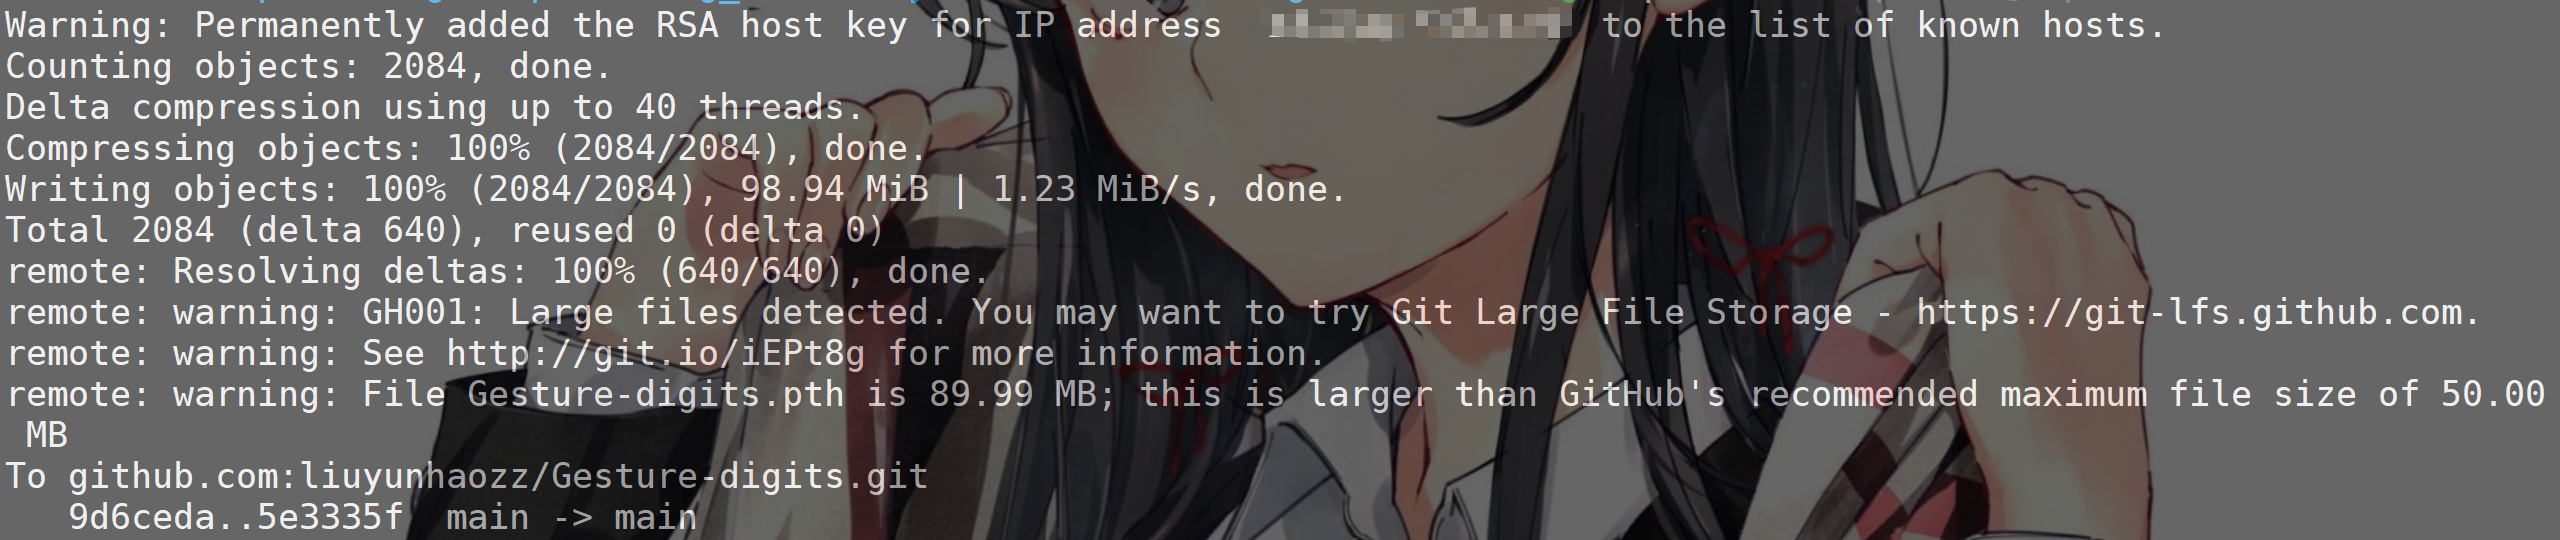 Warning: Permanently added the RSA host key for IP address to the list of known hosts.
Counting objects: 2084, done.
Delta compression using up to 40 threads.
Compressing objects: 100% (2084/2084), done.
Writing objects: 100% (2084/2084), 98.94 MiB | 1.23 MiB/s, done.
Total 2084 (delta 640), reused 0 (delta 0)
remote: Resolving deltas: 100% (640/640), done.
remote: warning: GH001: Large files detected. You may want to try Git Large File Storage - https://git-lfs.github.com.
remote: warning: See http://git.io/iEPt8g for more information.
remote: warning: File Gesture-digits.pth is 89.99 MB; this is larger than GitHub's recommended maximum file size of 50.00
 MB
To github.com:liuyunhaozz/Gesture-digits.git
   9d6ceda..5e3335f  main -> main